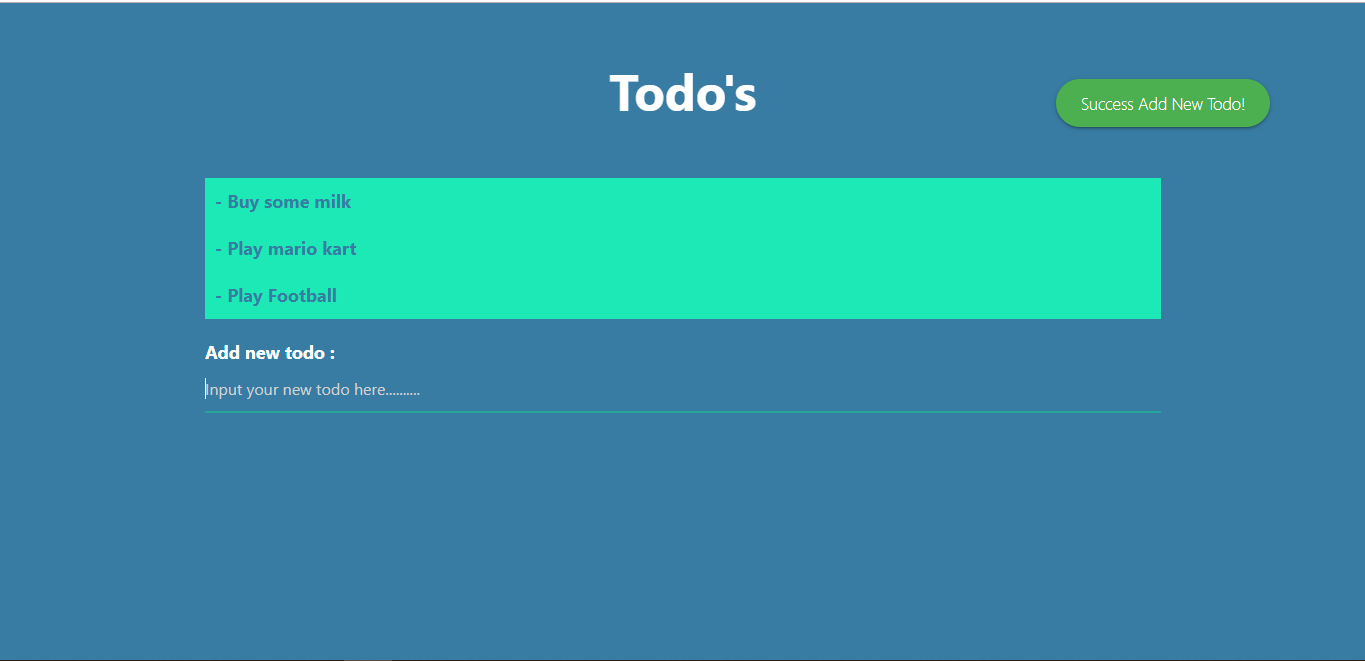 Todo's
Success Add New Todo!
- Buy some milk
- Play mario kart
- Play Football
Add new todo :
Input your new todo here..........